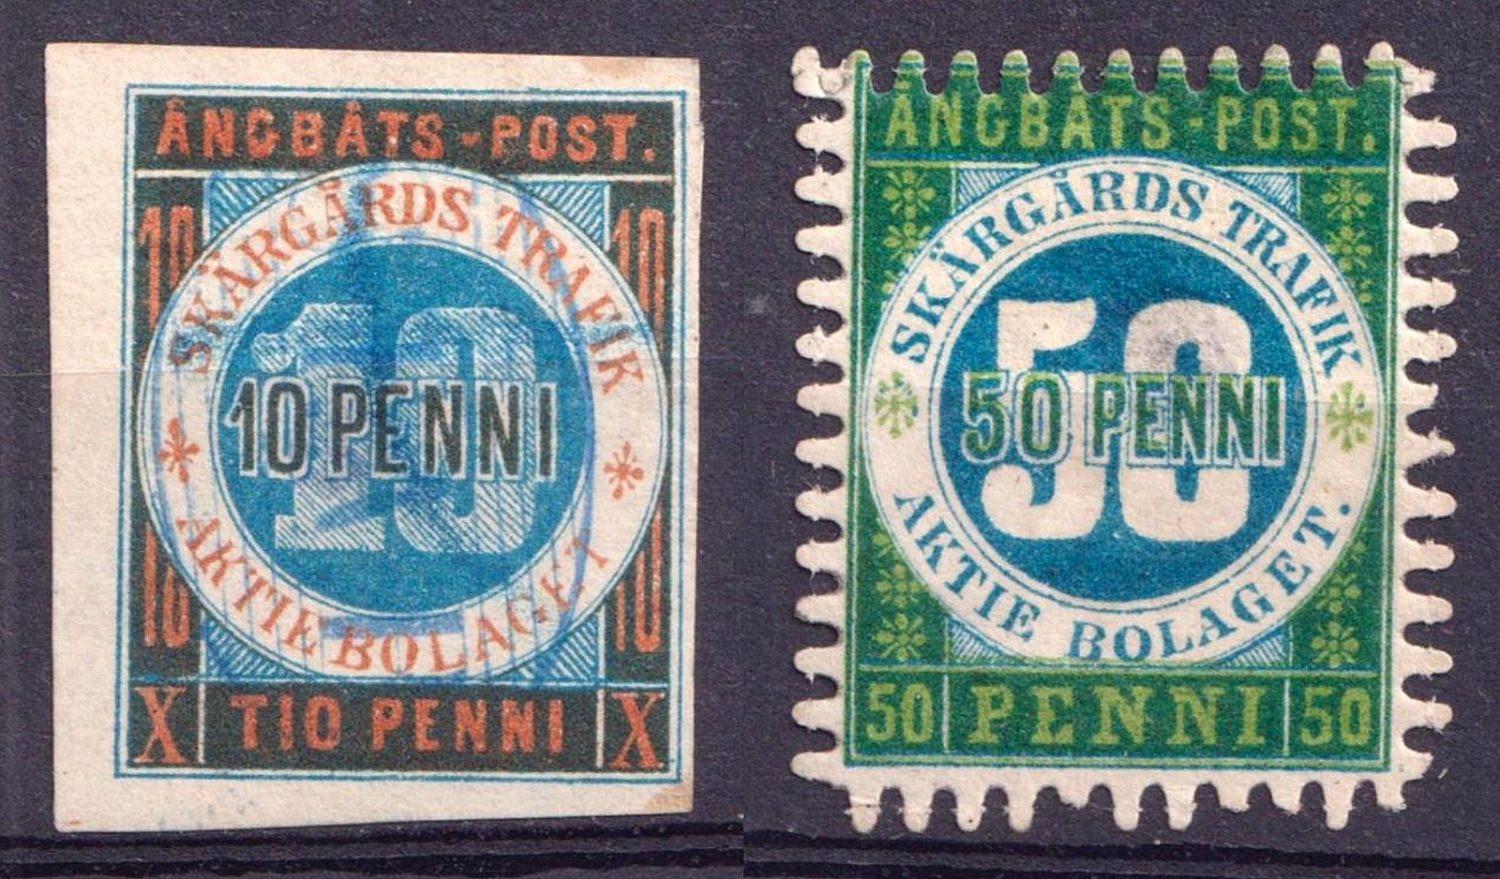 ÅNGBÅTS-POST.
SKÄRGÅRDS TRAFIK
10 10
10
10 PENNI
AKTIE BOLAGET
10 10
X TIO PENNI X
ÅNGBÅTS-POST.
SKÄRGÅRDS TRAFIK
50
50 PENNI
AKTIE BOLAGET.
50 PENNI 50